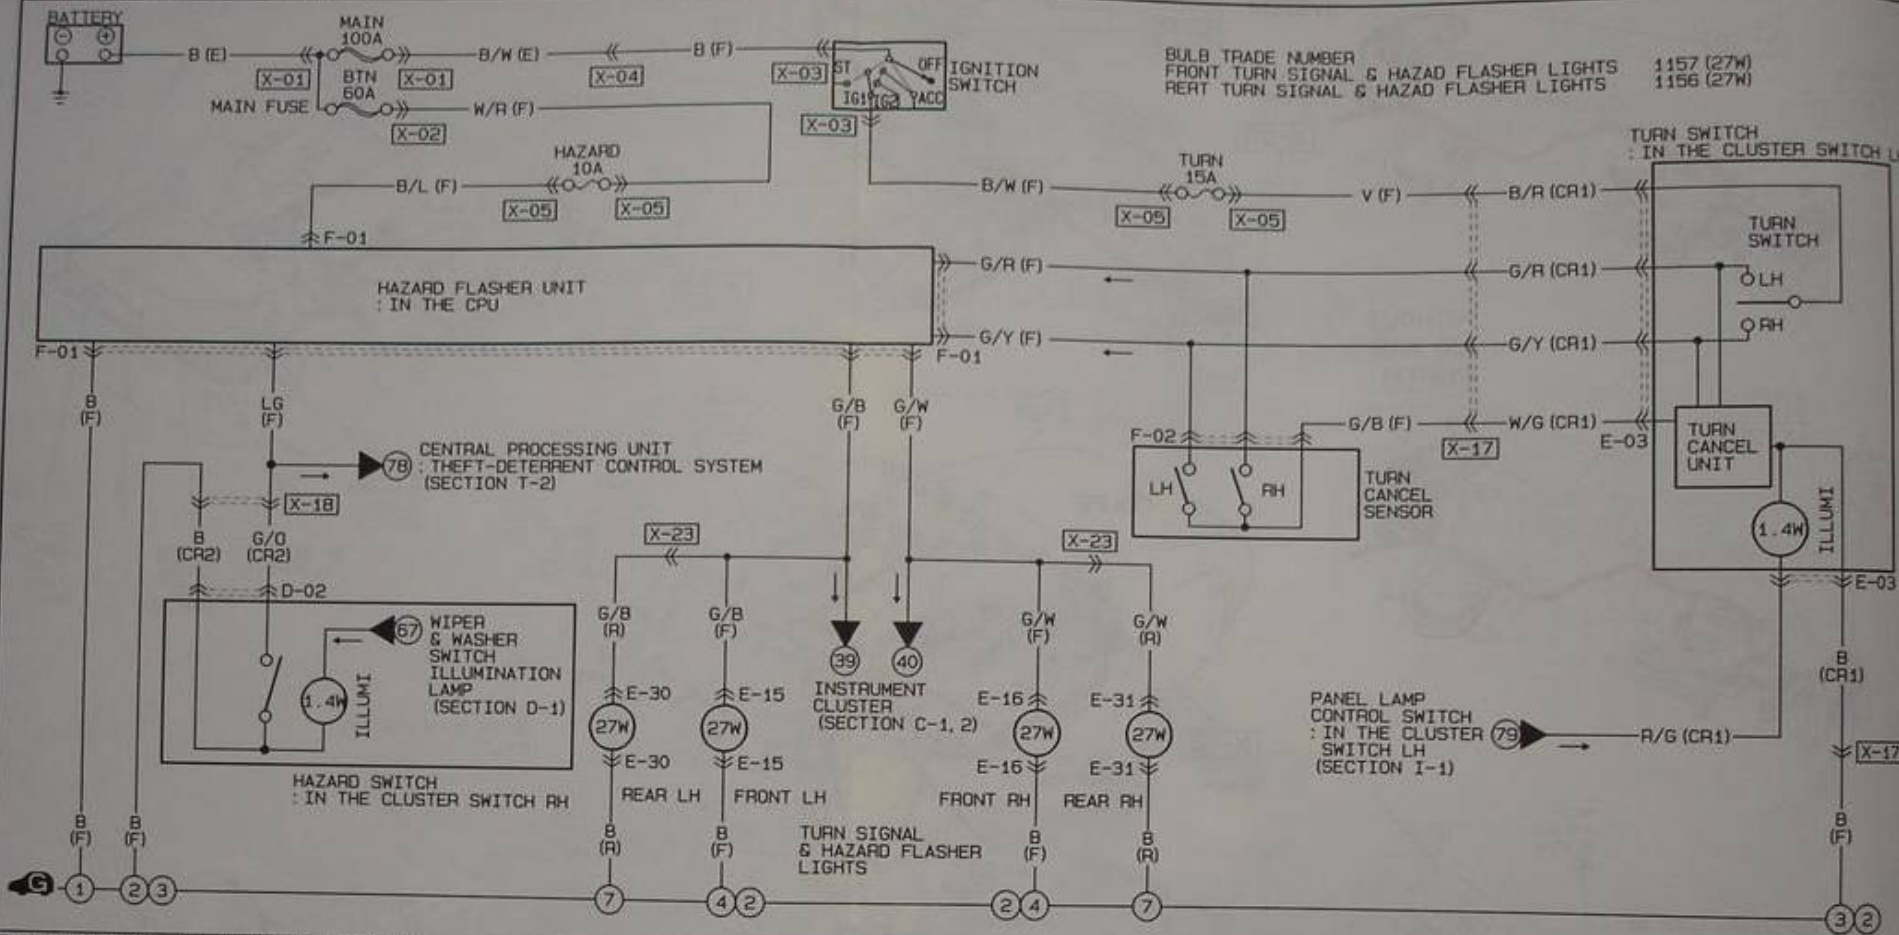 BATTERY
B (E)
X-01
MAIN
100A
X-01
BTN
60A
MAIN FUSE
X-02
B/W (E)
X-04
B (F)
X-03
W/R (F)
ST
OFF
IG1
IG2
ACC
IGNITION
SWITCH
X-03
BULB TRADE NUMBER
FRONT TURN SIGNAL & HAZAD FLASHER LIGHTS 1157 (27W)
RERT TURN SIGNAL & HAZAD FLASHER LIGHTS 1156 (27W)
TURN SWITCH
: IN THE CLUSTER SWITCH
HAZARD
10A
B/L (F)
X-05
X-05
F-01
B/W (F)
TURN
15A
X-05
X-05
V (F)
B/R (CR1)
TURN
SWITCH
LH
RH
HAZARD FLASHER UNIT
: IN THE CPU
G/R (F)
G/R (CR1)
G/Y (F)
G/Y (CR1)
F-01
F-01
B
(F)
LG
(F)
G/B
(F)
G/W
(F)
78
CENTRAL PROCESSING UNIT
: THEFT-DETERRENT CONTROL SYSTEM
(SECTION T-2)
X-18
B
(CR2)
G/O
(CR2)
D-02
F-02
G/B (F)
X-17
W/G (CR1)
E-03
TURN
CANCEL
UNIT
LH
RH
TURN
CANCEL
SENSOR
1.4W
ILLUMI
E-03
X-23
X-23
67
WIPER
& WASHER
SWITCH
ILLUMINATION
LAMP
(SECTION D-1)
1.4W
ILLUMI
HAZARD SWITCH
: IN THE CLUSTER SWITCH RH
G/B
(R)
G/B
(F)
G/W
(F)
G/W
(R)
39
40
INSTRUMENT
CLUSTER
(SECTION C-1, 2)
E-30
E-15
E-16
E-31
27W
27W
27W
27W
E-30
E-15
E-16
E-31
REAR LH
FRONT LH
FRONT RH
REAR RH
TURN SIGNAL
& HAZARD FLASHER
LIGHTS
PANEL LAMP
CONTROL SWITCH
: IN THE CLUSTER
SWITCH LH
(SECTION I-1)
79
R/G (CR1)
B
(CR1)
X-17
B
(F)
B
(F)
B
(F)
B
(R)
B
(F)
B
(F)
B
(R)
G
1
2
3
7
4
2
2
4
7
3
2